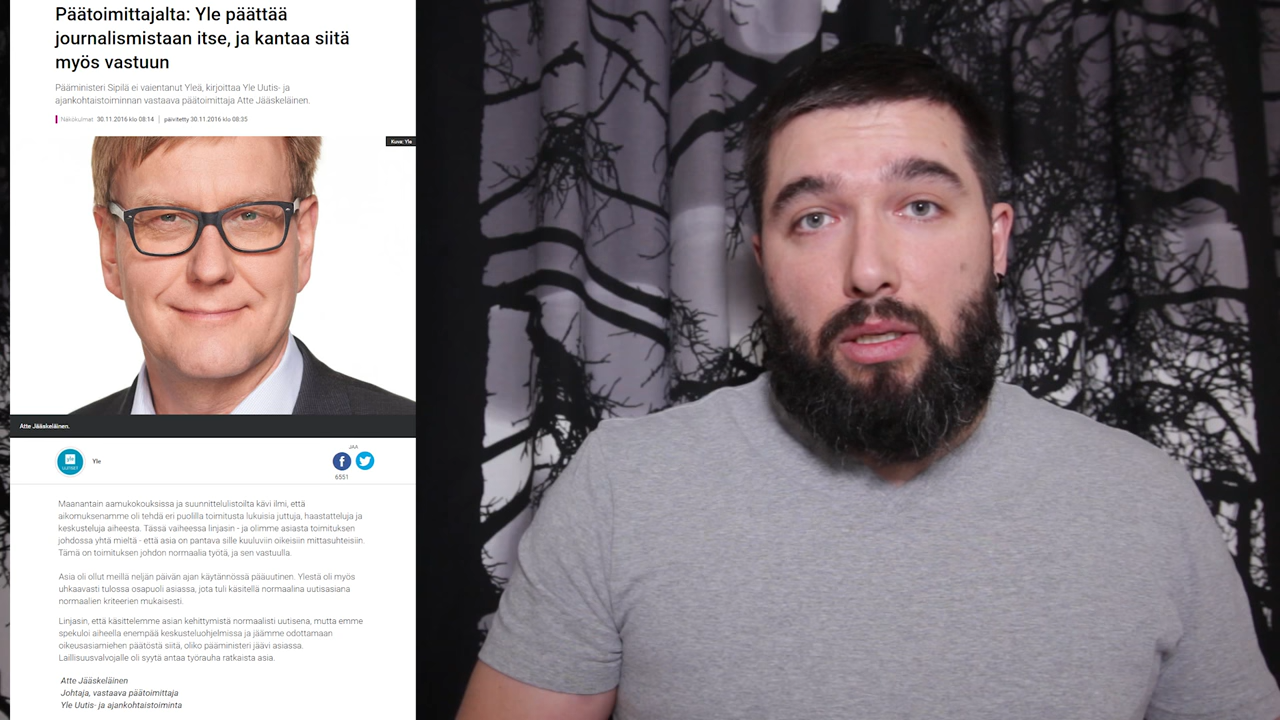 Päätoimittajalta: Yle päättää
journalismistaan itse, ja kantaa siitä
myös vastuun
Pääministeri Sipilä ei vaientanut Yleä, kirjoittaa Yle Uutis- ja
ajankohtaistoiminnan vastaava päätoimittaja Atte Jääskeläinen.
Näkökulmat 30.11.2016 klo 08:14 | päivitetty 30.11.2016 klo 08:35
Kuva: Yle
Atte Jääskeläinen.
JAA
yle
UUTISET
Yle
6551
Maanantain aamukokouksissa ja suunnittelulistoilta kävi ilmi, että
aikomuksenamme oli tehdä eri puolilla toimitusta lukuisia juttuja, haastatteluja ja
keskusteluja aiheesta. Tässä vaiheessa linjasin - ja olimme asiasta toimituksen
johdossa yhtä mieltä - että asia on pantava sille kuuluviin oikeisiin mittasuhteisiin.
Tämä on toimituksen johdon normaalia työtä, ja sen vastuulla.
Asia oli ollut meillä neljän päivän ajan käytännössä pääuutinen. Ylestä oli myös
uhkaavasti tulossa osapuoli asiassa, jota tuli käsitellä normaalina uutisasiana
normaalien kriteerien mukaisesti.
Linjasin, että käsittelemme asian kehittymistä normaalisti uutisena, mutta emme
spekuloi aiheella enempää keskusteluohjelmissa ja jäämme odottamaan
oikeusasiamiehen päätöstä siitä, oliko pääministeri jäävi asiassa.
Laillisuusvalvojalle oli syytä antaa työrauha ratkaista asia.
Atte Jääskeläinen
Johtaja, vastaava päätoimittaja
Yle Uutis- ja ajankohtaistoiminta